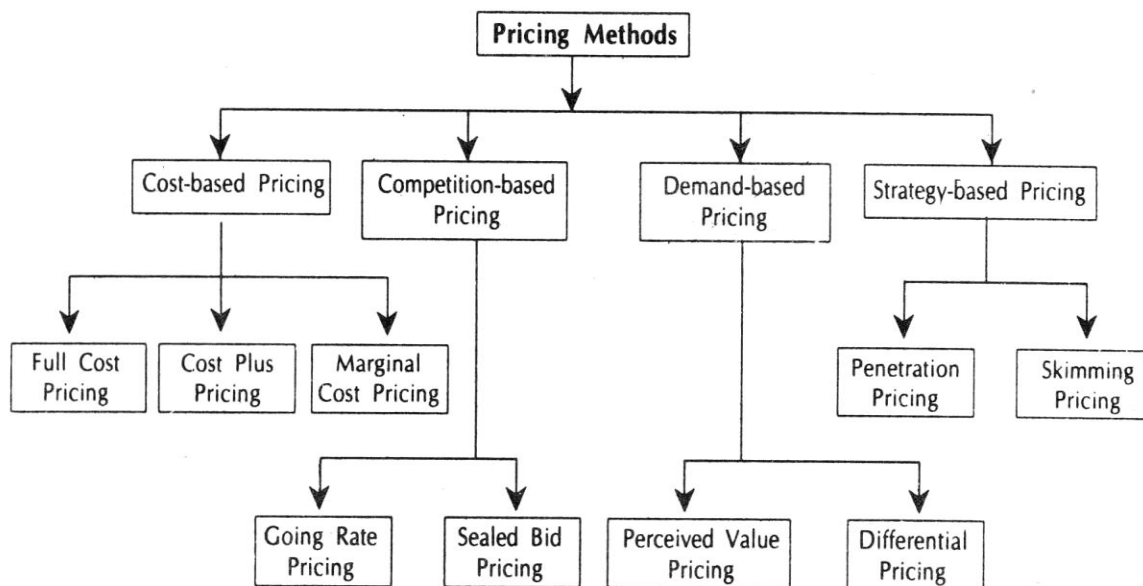 Pricing Methods
Cost-based Pricing
Competition-based
Pricing
Demand-based
Pricing
Strategy-based Pricing
Full Cost
Pricing
Cost Plus
Pricing
Marginal
Cost Pricing
Penetration
Pricing
Skimming
Pricing
Going Rate
Pricing
Sealed Bid
Pricing
Perceived Value
Pricing
Differential
Pricing